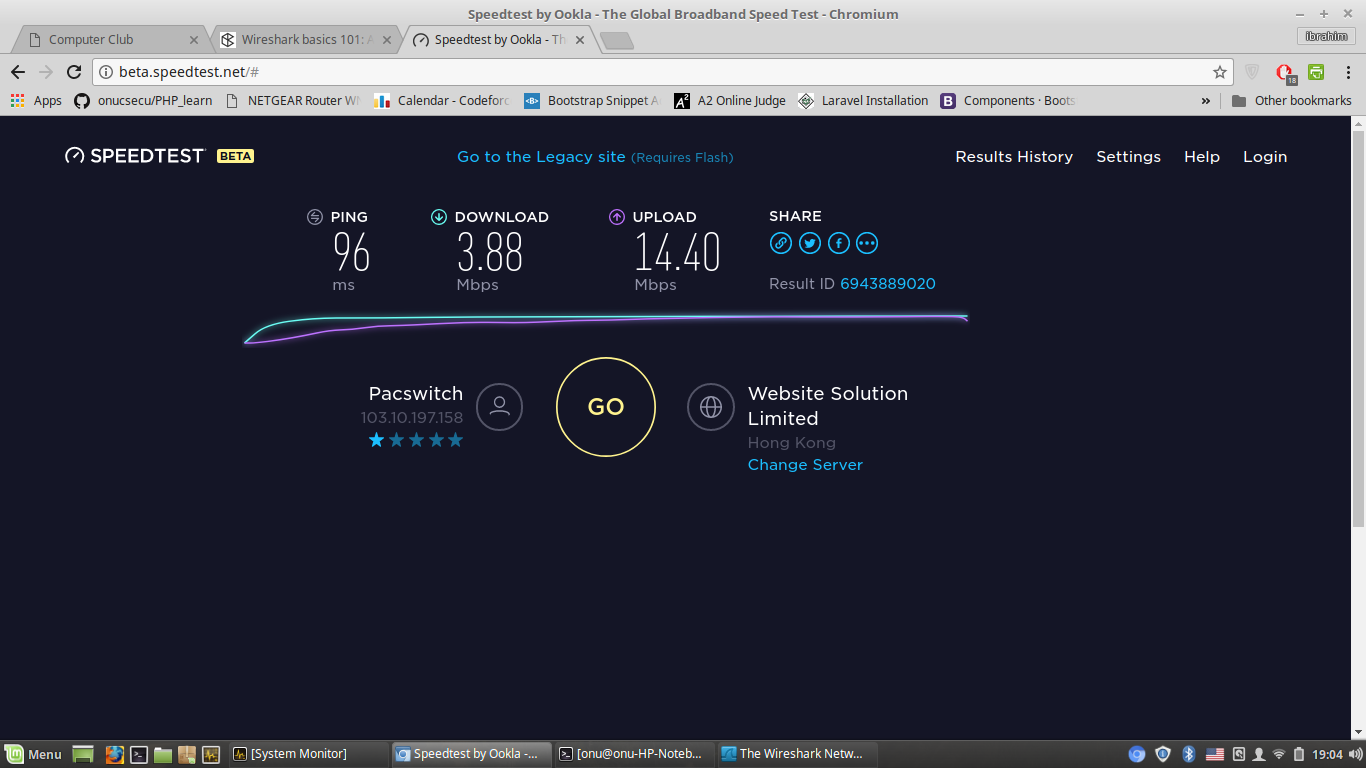 Speedtest by Ookla - The Global Broadband Speed Test - Chromium
Computer Club
Wireshark basics 101: A
Speedtest by Ookla - Th
ibrahim
beta.speedtest.net/#
18
Apps
onucsecu/PHP_learn
NETGEAR Router WN
Calendar - Codeforc
Bootstrap Snippet A
A2 Online Judge
Laravel Installation
Components · Boots
»
Other bookmarks
SPEEDTEST BETA
Go to the Legacy site (Requires Flash)
Results History
Settings
Help
Login
PING
DOWNLOAD
UPLOAD
SHARE
96
3.88
14.40
ms
Mbps
Mbps
Result ID 6943889020
Pacswitch
103.10.197.158
GO
Website Solution
Limited
Hong Kong
Change Server
Menu
[System Monitor]
Speedtest by Ookla -...
[onu@onu-HP-Noteb...
The Wireshark Netw...
19:04